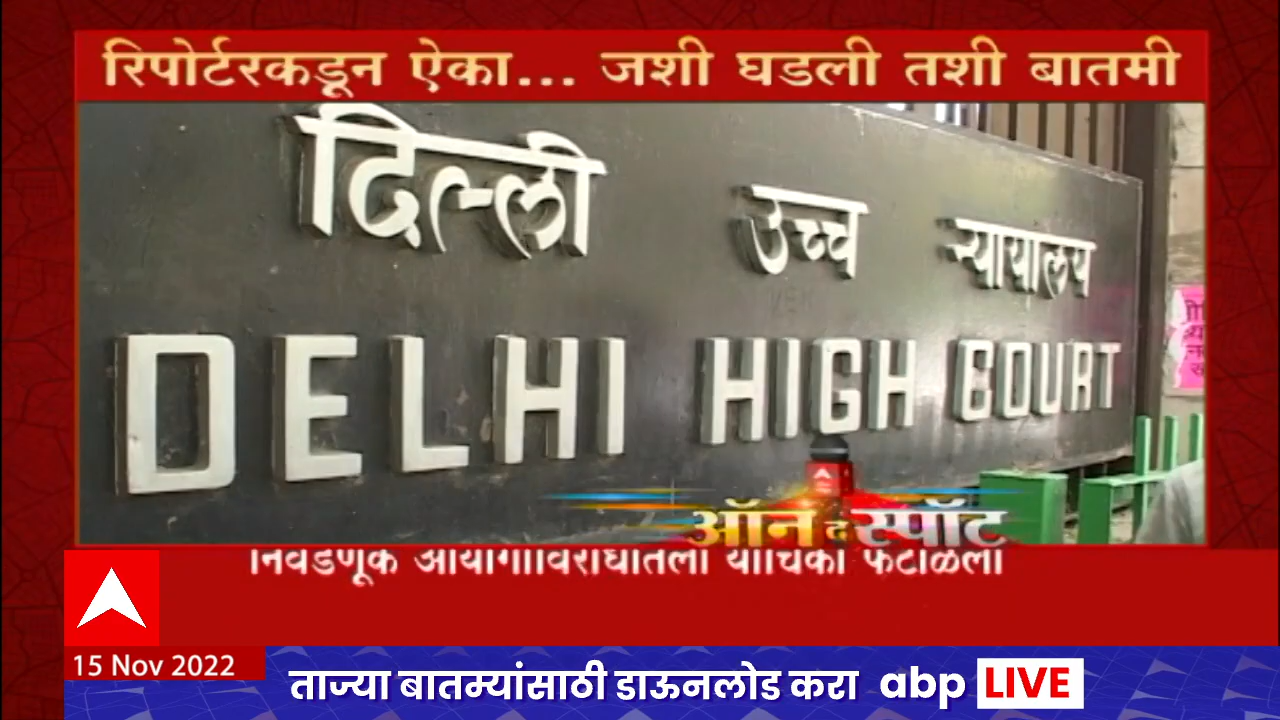 रिपोर्टरकडून ऐका... जशी घडली तशी बातमी
दिल्ली उच्च न्यायालय
DELHI HIGH COURT
ऑन द स्पॉट
निवडणूक आयोगाविरोधातली याचिका फेटाळली
15 Nov 2022
ताज्या बातम्यांसाठी डाऊनलोड करा abp LIVE